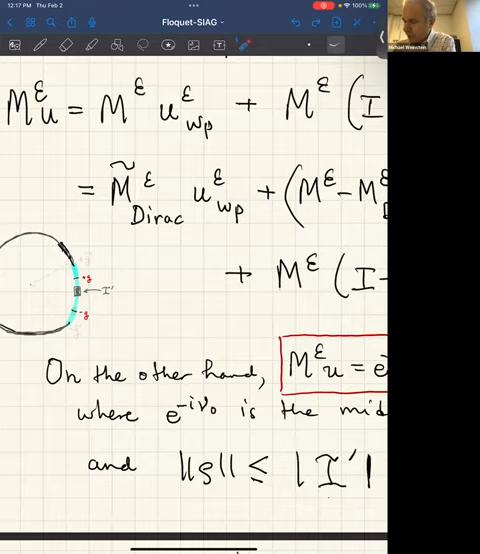 12:17 PM Thu Feb 2
100%
Floquet-SIAG
Michael Weinstein
M^ε u = M^ε u^ε_wp + M^ε (I
= M̃^ε_Dirac u^ε_wp + (M^ε - M
+g
I'
-g
+ M^ε (I -
On the other hand, M^ε u = e
where e^{-iν₀} is the mid
and ||g|| ≤ |I'|